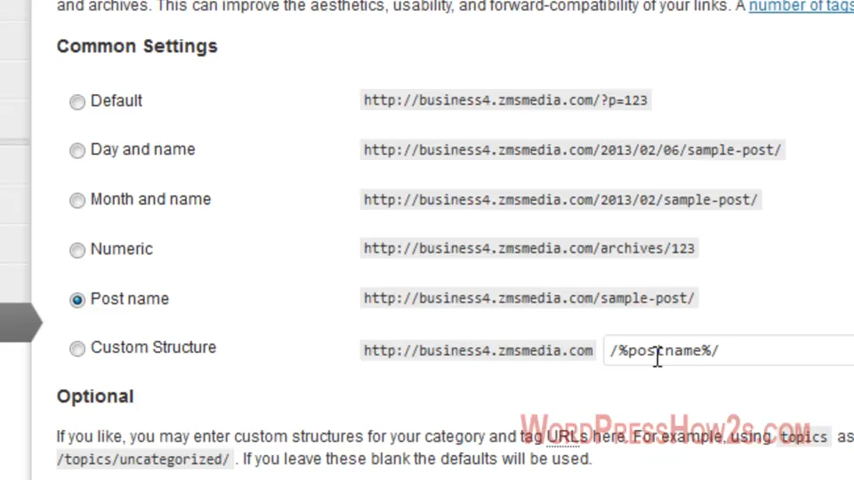 and archives. This can improve the aesthetics, usability, and forward-compatibility of your links. A number of tags
Common Settings
Default http://business4.zmsmedia.com/?p=123
Day and name http://business4.zmsmedia.com/2013/02/06/sample-post/
Month and name http://business4.zmsmedia.com/2013/02/sample-post/
Numeric http://business4.zmsmedia.com/archives/123
Post name http://business4.zmsmedia.com/sample-post/
Custom Structure http://business4.zmsmedia.com /%postname%/
Optional
WordPressHow2s.com
If you like, you may enter custom structures for your category and tag URLs here. For example, using topics as
/topics/uncategorized/ . If you leave these blank the defaults will be used.